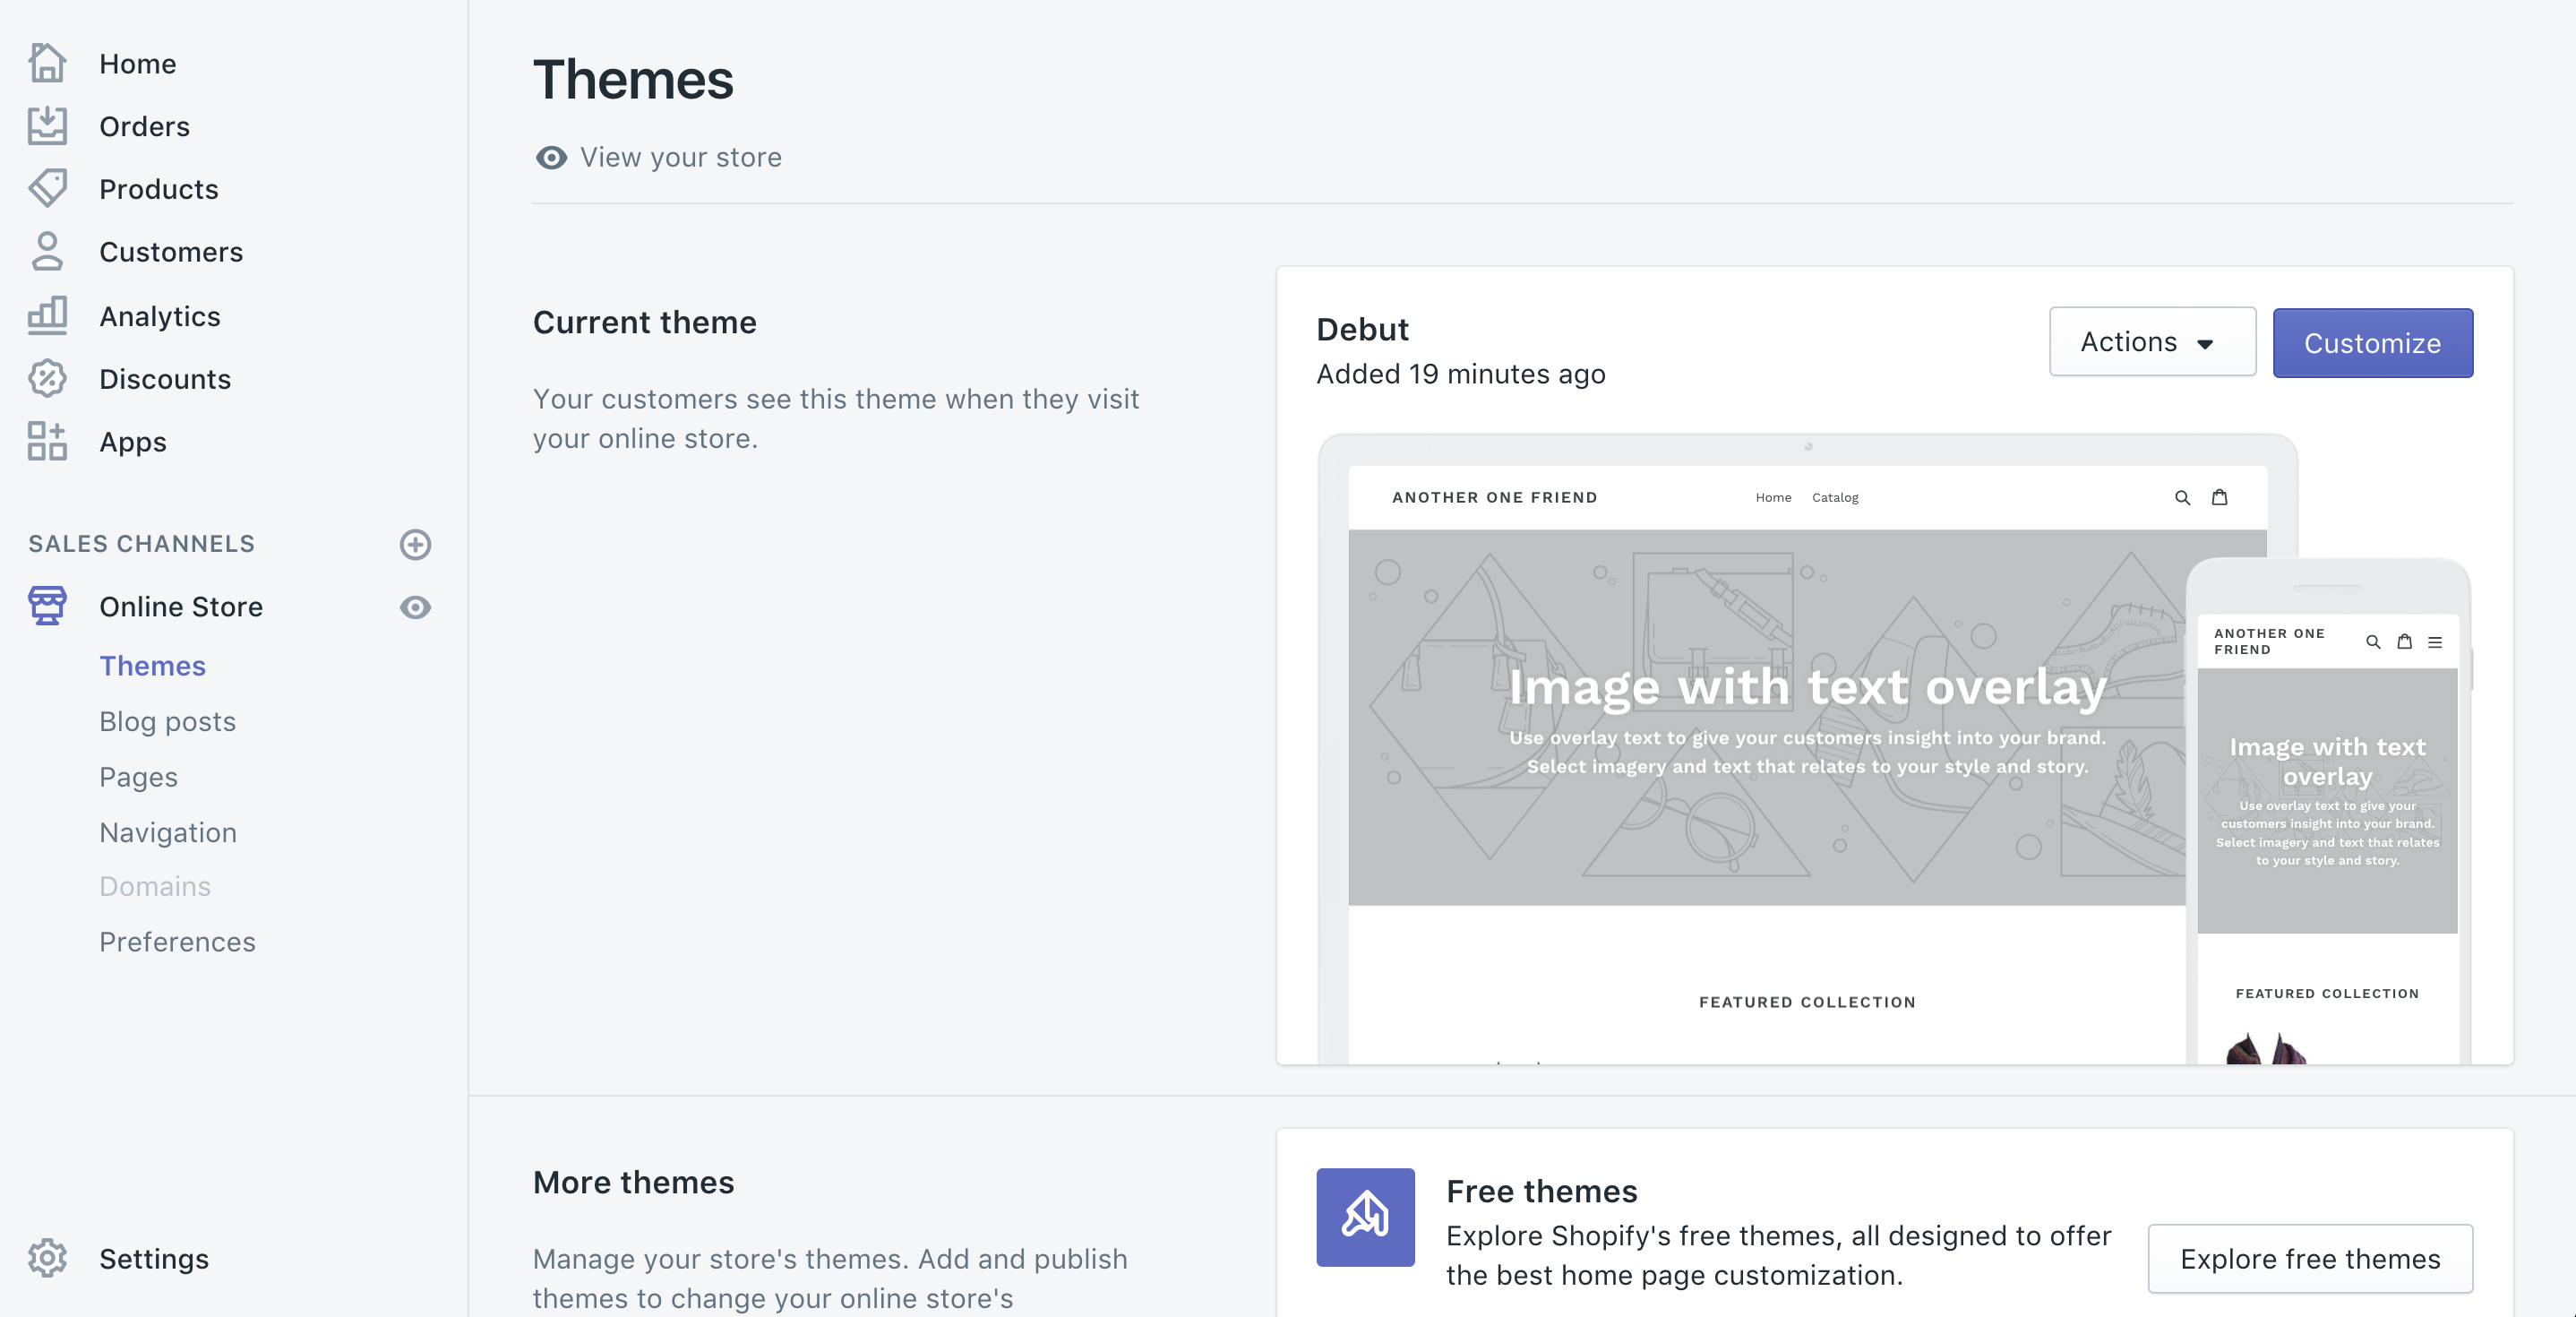 Home
Orders
Products
Customers
Analytics
Discounts
Apps
SALES CHANNELS
Online Store
Themes
Blog posts
Pages
Navigation
Domains
Preferences
Settings
Themes
View your store
Current theme
Your customers see this theme when they visit
your online store.
Debut
Added 19 minutes ago
Actions
Customize
ANOTHER ONE FRIEND
Home Catalog
Image with text overlay
Use overlay text to give your customers insight into your brand.
Select imagery and text that relates to your style and story.
FEATURED COLLECTION
ANOTHER ONE
FRIEND
Image with text
overlay
Use overlay text to give your
customers insight into your brand.
Select imagery and text that relates
to your style and story.
FEATURED COLLECTION
More themes
Manage your store's themes. Add and publish
themes to change your online store's
Free themes
Explore Shopify's free themes, all designed to offer
the best home page customization.
Explore free themes